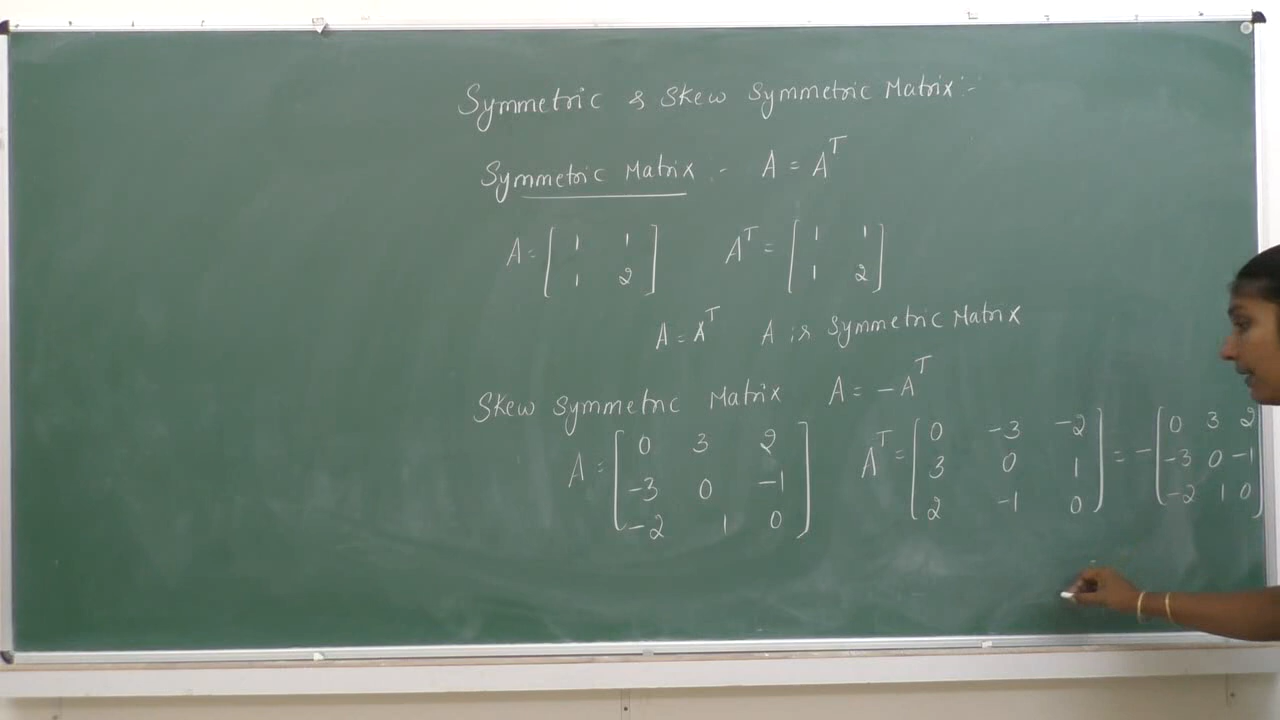 Symmetric & Skew Symmetric Matrix :-
Symmetric Matrix :- A = A^T
A = [ 1 1 A^T = [ 1 1
1 2 ] 1 2 ]
A = A^T A is Symmetric Matrix
Skew Symmetric Matrix A = -A^T
A = [ 0 3 2 A^T = [ 0 -3 -2 = - [ 0 3 2
-3 0 -1 3 0 1 -3 0 -1
-2 1 0 ] 2 -1 0 ] -2 1 0 ]